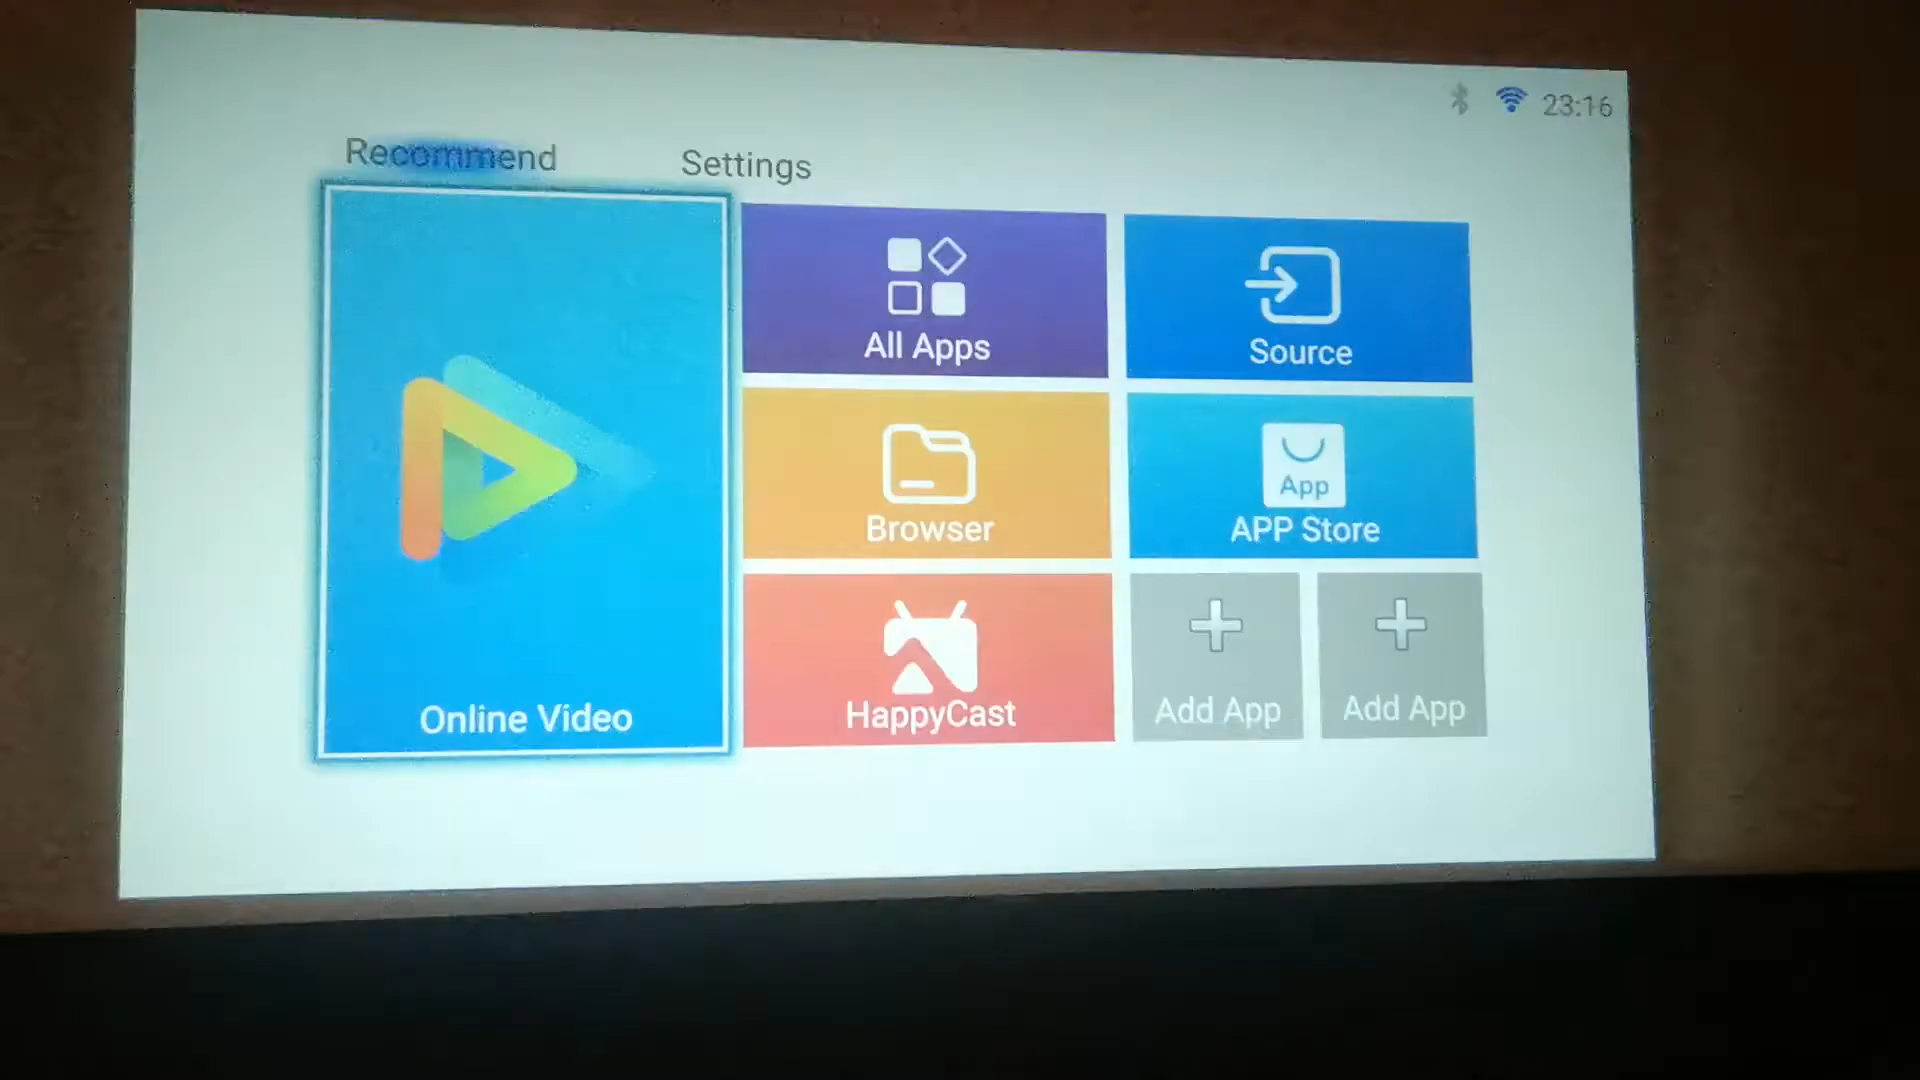 23:16
Recommend
Settings
All Apps
Source
Browser
App
APP Store
Online Video
HappyCast
Add App
Add App